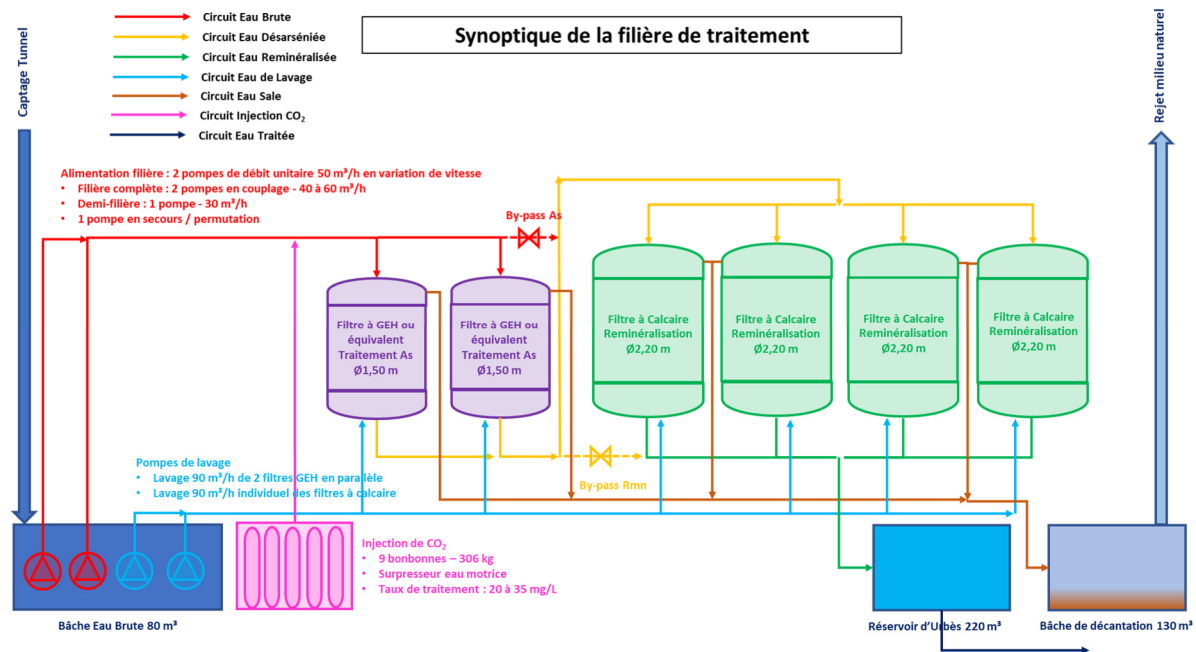 Synoptique de la filière de traitement
Circuit Eau Brute
Circuit Eau Désarséniée
Circuit Eau Reminéralisée
Circuit Eau de Lavage
Circuit Eau Sale
Circuit Injection CO₂
Circuit Eau Traitée
Captage Tunnel
Rejet milieu naturel
Alimentation filière : 2 pompes de débit unitaire 50 m³/h en variation de vitesse
• Filière complète : 2 pompes en couplage - 40 à 60 m³/h
• Demi-filière : 1 pompe - 30 m³/h
• 1 pompe en secours / permutation
By-pass As
Filtre à GEH ou
équivalent
Traitement As
Ø1,50 m
Filtre à GEH ou
équivalent
Traitement As
Ø1,50 m
Filtre à Calcaire
Reminéralisation
Ø2,20 m
Filtre à Calcaire
Reminéralisation
Ø2,20 m
Filtre à Calcaire
Reminéralisation
Ø2,20 m
Filtre à Calcaire
Reminéralisation
Ø2,20 m
By-pass Rmn
Pompes de lavage
• Lavage 90 m³/h de 2 filtres GEH en parallèle
• Lavage 90 m³/h individuel des filtres à calcaire
Injection de CO₂
• 9 bonbonnes – 306 kg
• Surpresseur eau motrice
• Taux de traitement : 20 à 35 mg/L
Bâche Eau Brute 80 m³
Réservoir d'Urbès 220 m³
Bâche de décantation 130 m³